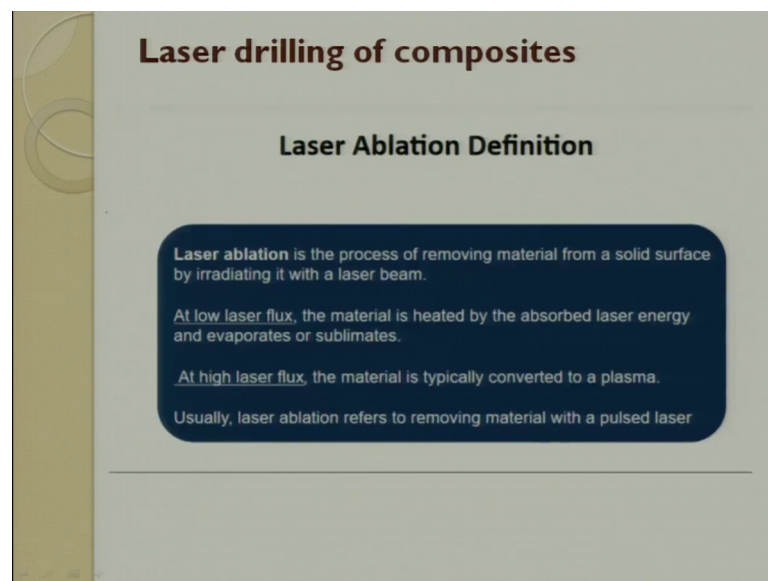 Laser drilling of composites
Laser Ablation Definition
Laser ablation is the process of removing material from a solid surface
by irradiating it with a laser beam.
At low laser flux, the material is heated by the absorbed laser energy
and evaporates or sublimates.
At high laser flux, the material is typically converted to a plasma.
Usually, laser ablation refers to removing material with a pulsed laser